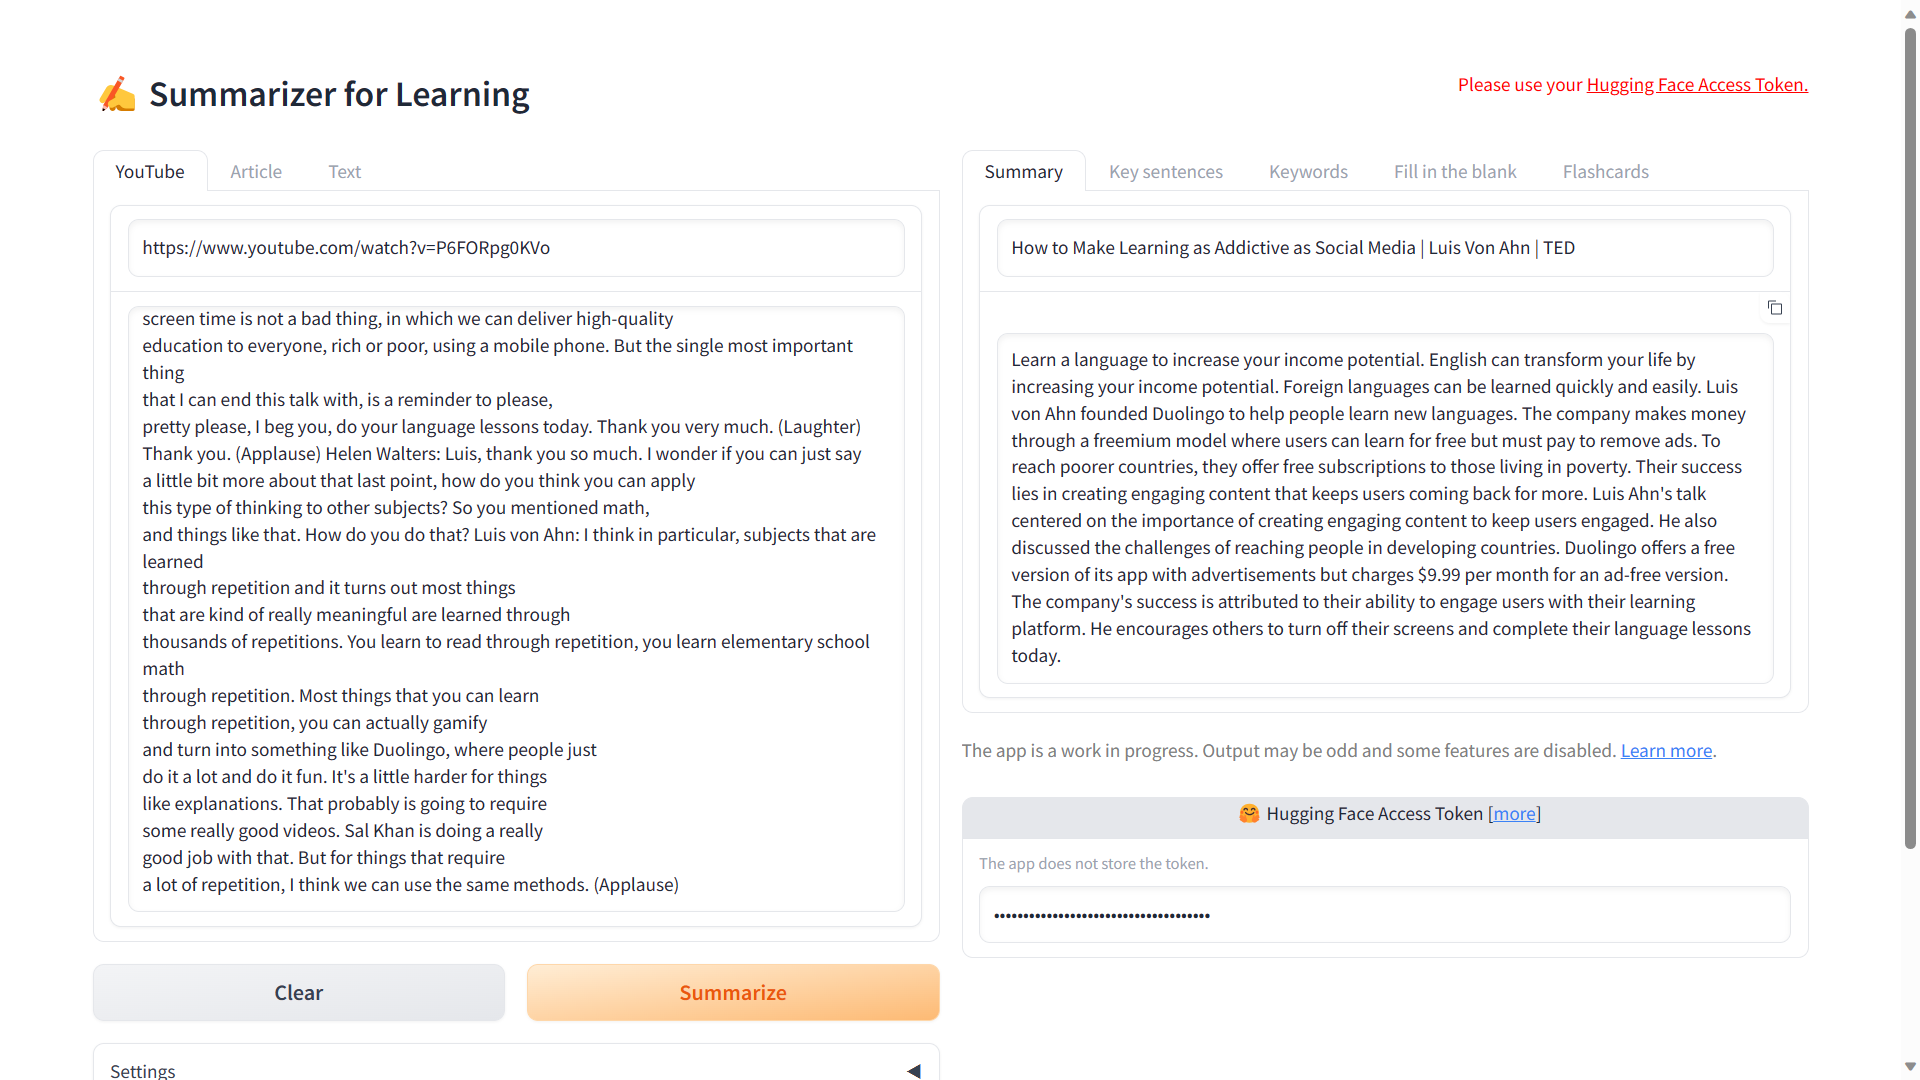 ✍️ Summarizer for Learning
Please use your Hugging Face Access Token.
YouTube
Article
Text
https://www.youtube.com/watch?v=P6FORpg0KVo
screen time is not a bad thing, in which we can deliver high-quality
education to everyone, rich or poor, using a mobile phone. But the single most important
thing
that I can end this talk with, is a reminder to please,
pretty please, I beg you, do your language lessons today. Thank you very much. (Laughter)
Thank you. (Applause) Helen Walters: Luis, thank you so much. I wonder if you can just say
a little bit more about that last point, how do you think you can apply
this type of thinking to other subjects? So you mentioned math,
and things like that. How do you do that? Luis von Ahn: I think in particular, subjects that are
learned
through repetition and it turns out most things
that are kind of really meaningful are learned through
thousands of repetitions. You learn to read through repetition, you learn elementary school
math
through repetition. Most things that you can learn
through repetition, you can actually gamify
and turn into something like Duolingo, where people just
do it a lot and do it fun. It's a little harder for things
like explanations. That probably is going to require
some really good videos. Sal Khan is doing a really
good job with that. But for things that require
a lot of repetition, I think we can use the same methods. (Applause)
Clear
Summarize
Settings
Summary
Key sentences
Keywords
Fill in the blank
Flashcards
How to Make Learning as Addictive as Social Media | Luis Von Ahn | TED
Learn a language to increase your income potential. English can transform your life by
increasing your income potential. Foreign languages can be learned quickly and easily. Luis
von Ahn founded Duolingo to help people learn new languages. The company makes money
through a freemium model where users can learn for free but must pay to remove ads. To
reach poorer countries, they offer free subscriptions to those living in poverty. Their success
lies in creating engaging content that keeps users coming back for more. Luis Ahn's talk
centered on the importance of creating engaging content to keep users engaged. He also
discussed the challenges of reaching people in developing countries. Duolingo offers a free
version of its app with advertisements but charges $9.99 per month for an ad-free version.
The company's success is attributed to their ability to engage users with their learning
platform. He encourages others to turn off their screens and complete their language lessons
today.
The app is a work in progress. Output may be odd and some features are disabled. Learn more.
🤗 Hugging Face Access Token [more]
The app does not store the token.